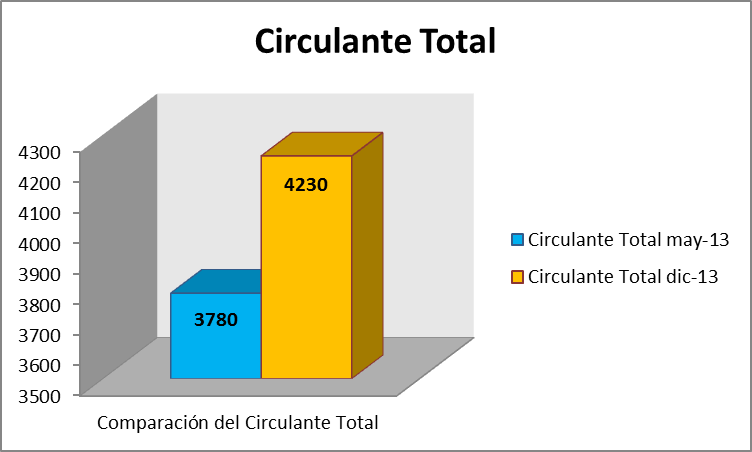 Circulante Total
4300
4200
4100
4000
3900
3800
3700
3600
3500
4230
3780
Circulante Total may-13
Circulante Total dic-13
Comparación del Circulante Total